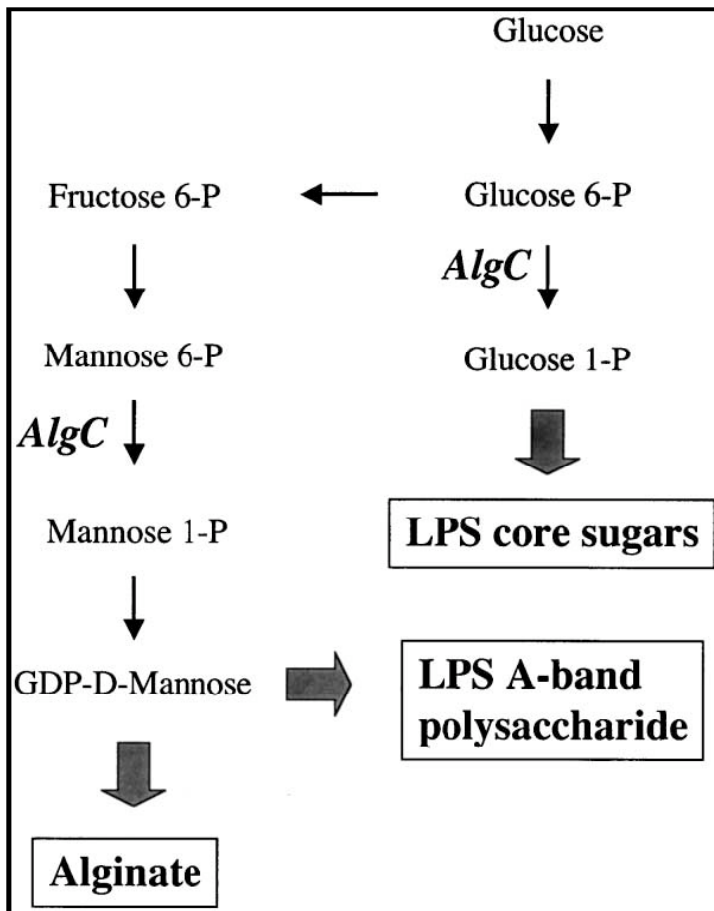 Glucose
Fructose 6-P
Glucose 6-P
AlgC
Mannose 6-P
Glucose 1-P
AlgC
Mannose 1-P
LPS core sugars
GDP-D-Mannose
LPS A-band
polysaccharide
Alginate